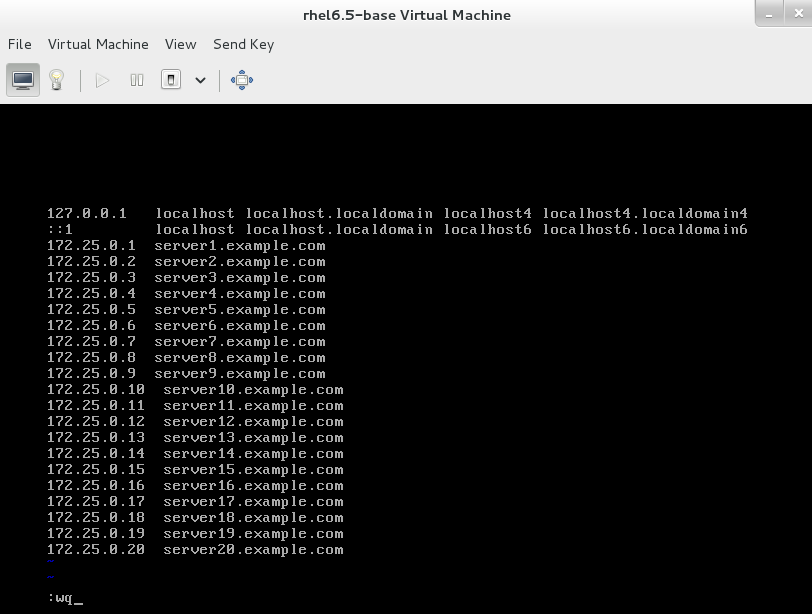 rhel6.5-base Virtual Machine
File Virtual Machine View Send Key
127.0.0.1 localhost localhost.localdomain localhost4 localhost4.localdomain4
::1 localhost localhost.localdomain localhost6 localhost6.localdomain6
172.25.0.1 server1.example.com
172.25.0.2 server2.example.com
172.25.0.3 server3.example.com
172.25.0.4 server4.example.com
172.25.0.5 server5.example.com
172.25.0.6 server6.example.com
172.25.0.7 server7.example.com
172.25.0.8 server8.example.com
172.25.0.9 server9.example.com
172.25.0.10 server10.example.com
172.25.0.11 server11.example.com
172.25.0.12 server12.example.com
172.25.0.13 server13.example.com
172.25.0.14 server14.example.com
172.25.0.15 server15.example.com
172.25.0.16 server16.example.com
172.25.0.17 server17.example.com
172.25.0.18 server18.example.com
172.25.0.19 server19.example.com
172.25.0.20 server20.example.com
~
~
:wq_